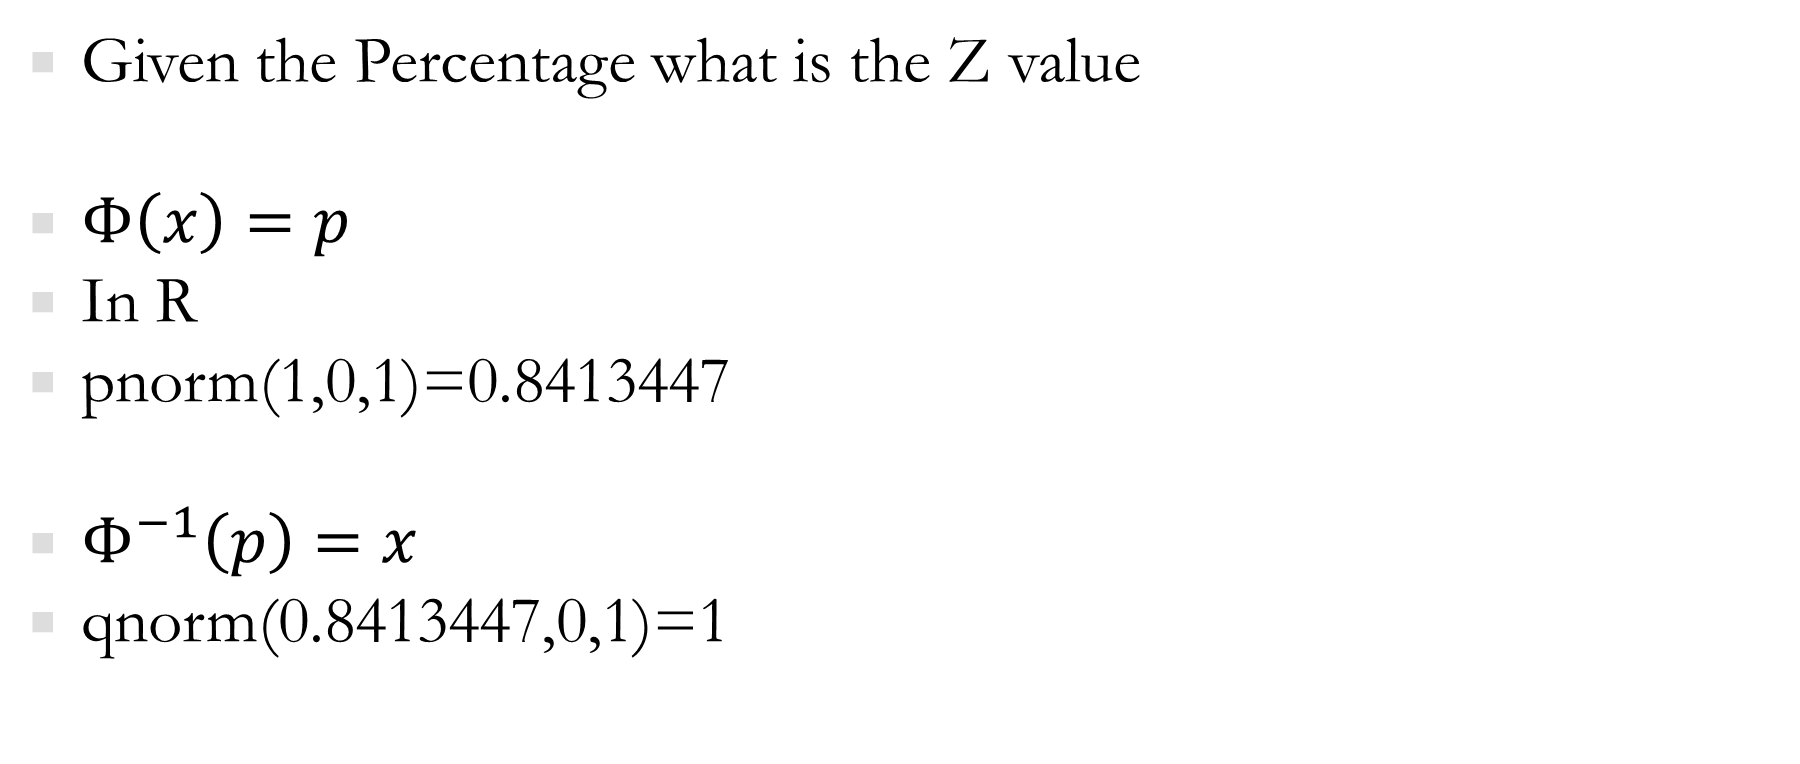 Given the Percentage what is the Z value
Φ(x) = p
In R
pnorm(1,0,1)=0.8413447
Φ⁻¹(p) = x
qnorm(0.8413447,0,1)=1